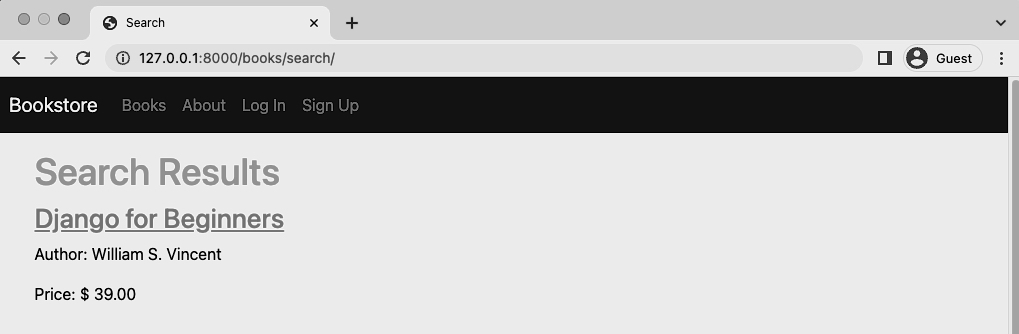 Search
127.0.0.1:8000/books/search/
Guest
Bookstore Books About Log In Sign Up
Search Results
Django for Beginners
Author: William S. Vincent
Price: $ 39.00